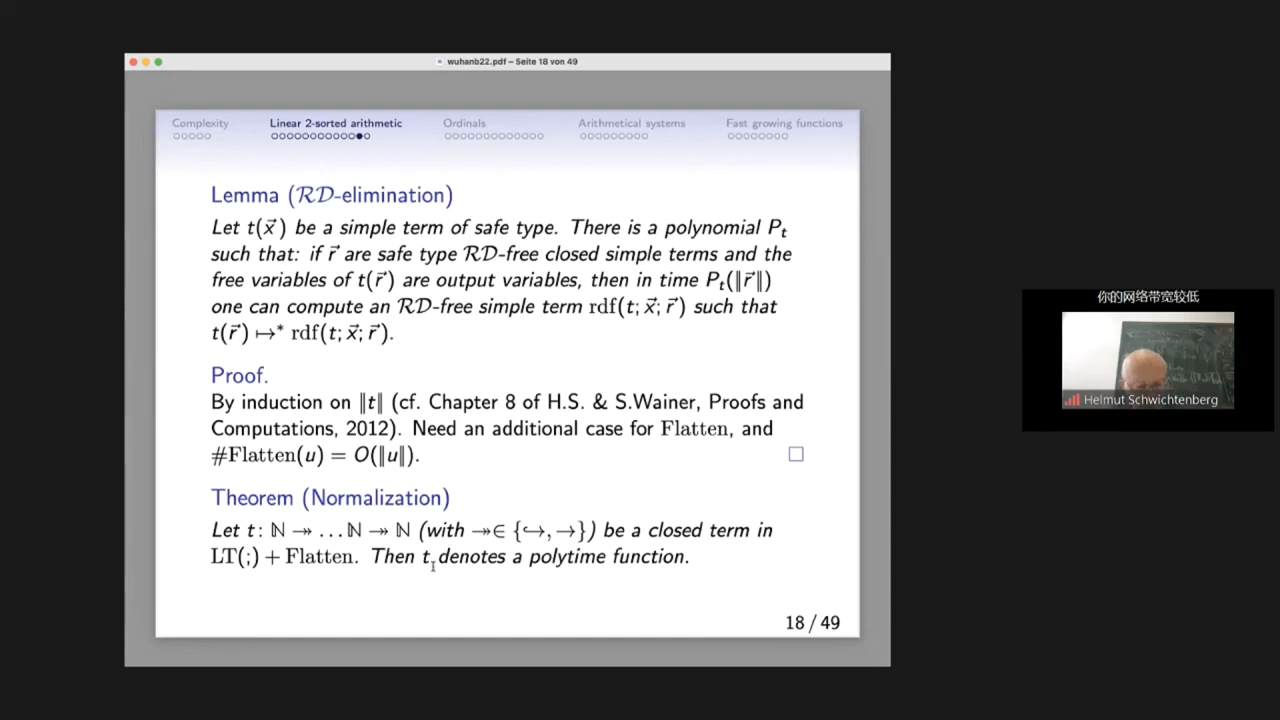 wuhanb22.pdf – Seite 18 von 49
Complexity Linear 2-sorted arithmetic Ordinals Arithmetical systems Fast growing functions
Lemma (ℛ𝒟-elimination)
Let t(x⃗) be a simple term of safe type. There is a polynomial Pₜ
such that: if r⃗ are safe type ℛ𝒟-free closed simple terms and the
free variables of t(r⃗) are output variables, then in time Pₜ(‖r⃗‖)
one can compute an ℛ𝒟-free simple term rdf(t; x⃗; r⃗) such that
t(r⃗) ↦* rdf(t; x⃗; r⃗).
Proof.
By induction on ‖t‖ (cf. Chapter 8 of H.S. & S.Wainer, Proofs and
Computations, 2012). Need an additional case for Flatten, and
#Flatten(u) = O(‖u‖).
Theorem (Normalization)
Let t: ℕ ↠ … ℕ ↠ ℕ (with ↠∈ {↪, →}) be a closed term in
LT(;) + Flatten. Then t denotes a polytime function.
18 / 49
你的网络带宽较低
Helmut Schwichtenberg